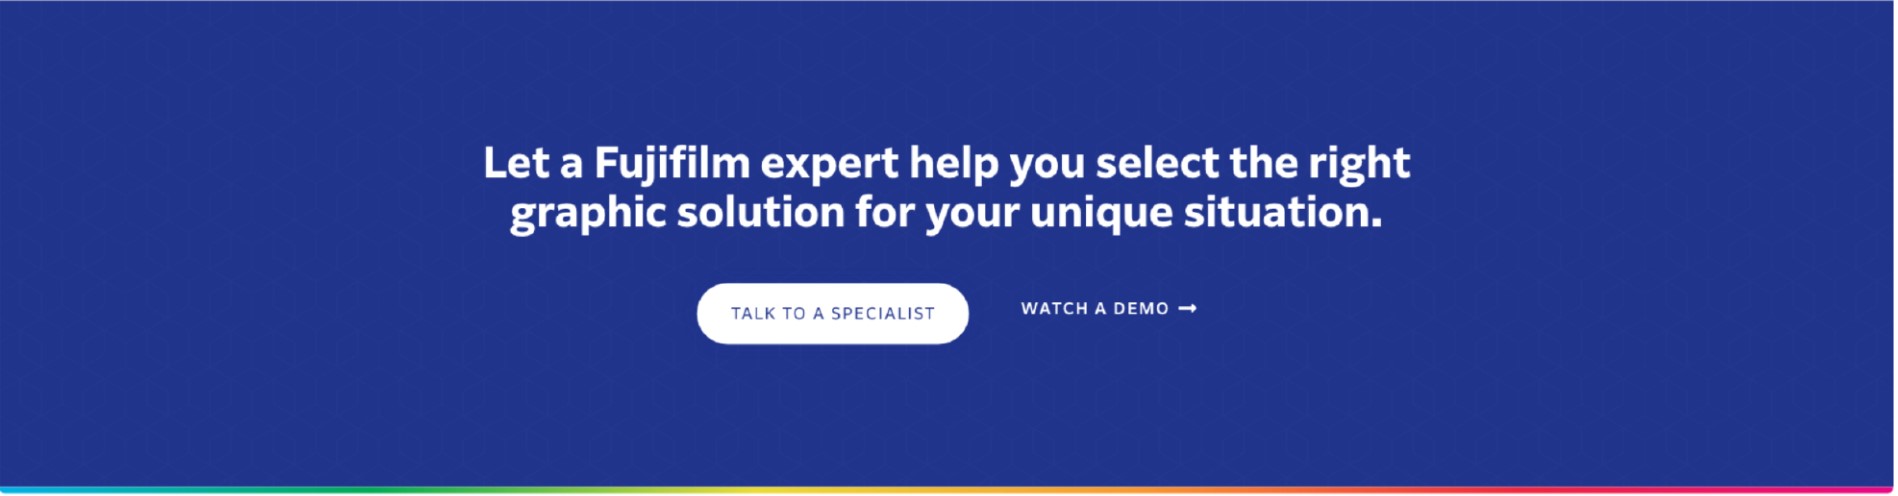 Let a Fujifilm expert help you select the right
graphic solution for your unique situation.
TALK TO A SPECIALIST
WATCH A DEMO →